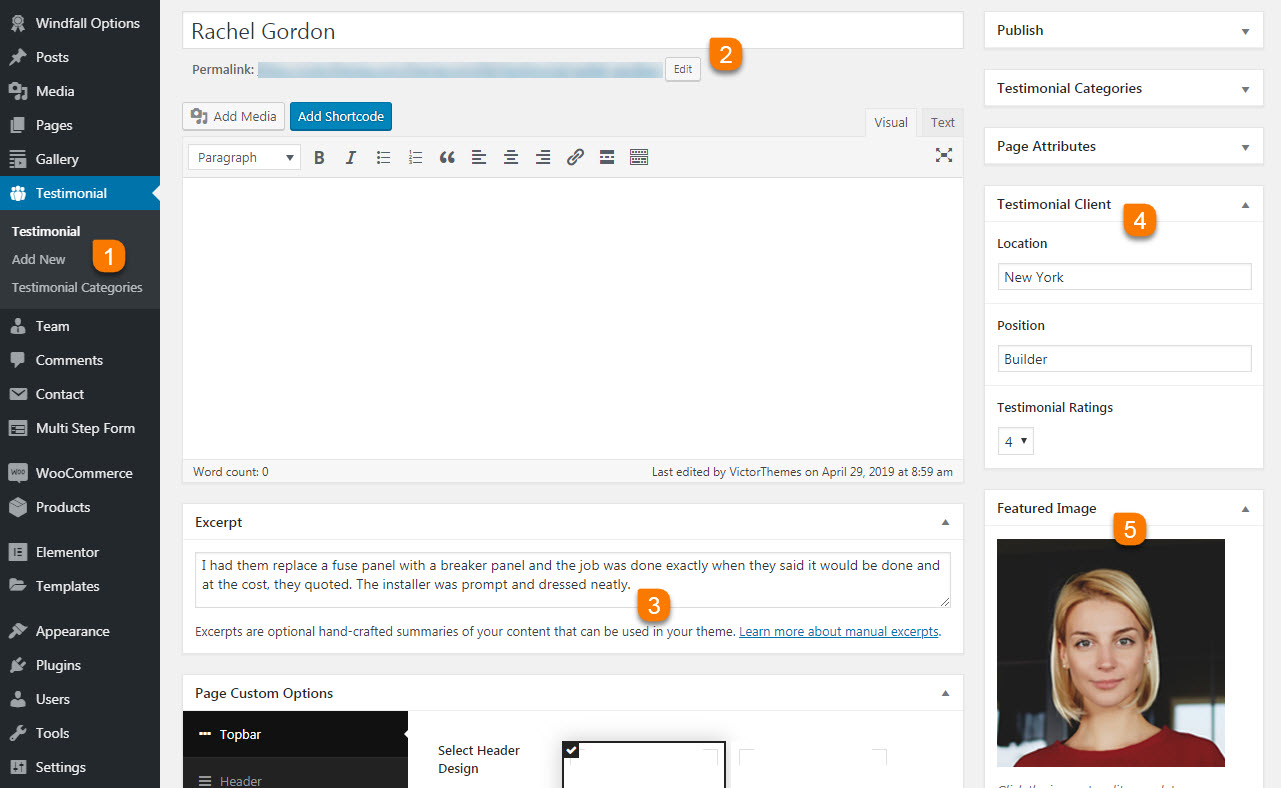 Windfall Options
Posts
Media
Pages
Gallery
Testimonial
Testimonial
Add New
1
Testimonial Categories
Team
Comments
Contact
Multi Step Form
WooCommerce
Products
Elementor
Templates
Appearance
Plugins
Users
Tools
Settings
Rachel Gordon
Permalink:
Edit
2
Add Media
Add Shortcode
Visual
Text
Paragraph
B I
Word count: 0
Last edited by VictorThemes on April 29, 2019 at 8:59 am
Excerpt
I had them replace a fuse panel with a breaker panel and the job was done exactly when they said it would be done and
at the cost, they quoted. The installer was prompt and dressed neatly.
3
Excerpts are optional hand-crafted summaries of your content that can be used in your theme. Learn more about manual excerpts.
Page Custom Options
Topbar
Header
Select Header
Design
Publish
Testimonial Categories
Page Attributes
Testimonial Client
4
Location
New York
Position
Builder
Testimonial Ratings
4
Featured Image
5